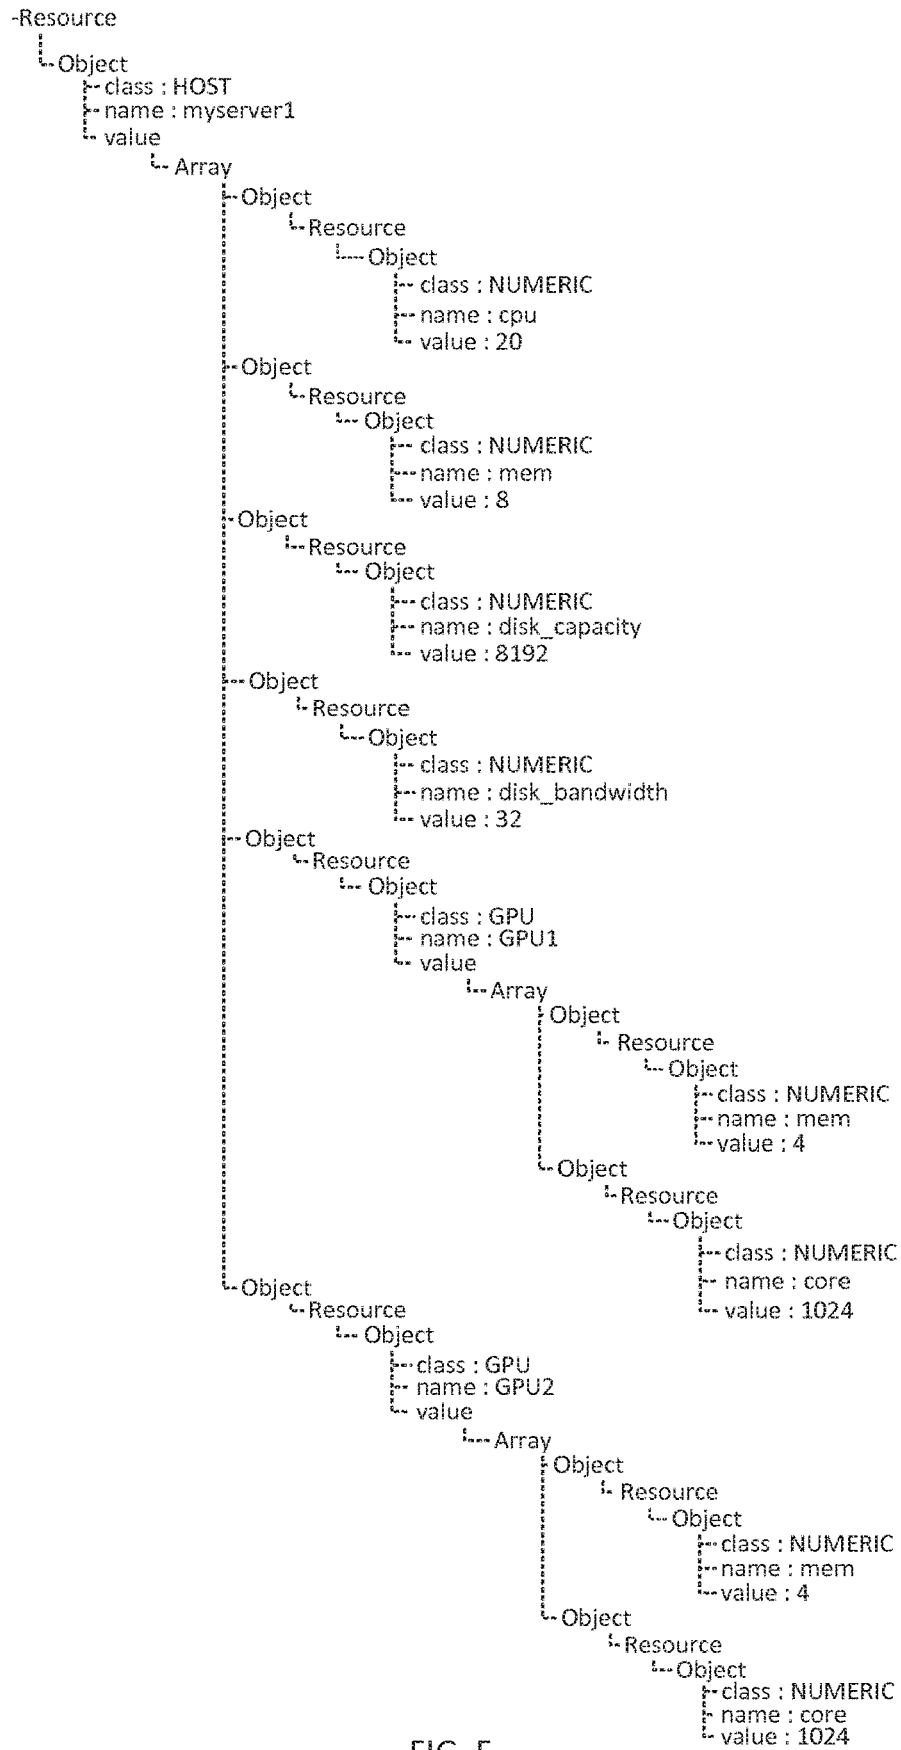 -Resource
Object
class : HOST
name : myserver1
value
Array
Object
Resource
Object
class : NUMERIC
name : cpu
value : 20
Object
Resource
Object
class : NUMERIC
name : mem
value : 8
Object
Resource
Object
class : NUMERIC
name : disk_capacity
value : 8192
Object
Resource
Object
class : NUMERIC
name : disk_bandwidth
value : 32
Object
Resource
Object
class : GPU
name : GPU1
value
Array
Object
Resource
Object
class : NUMERIC
name : mem
value : 4
Object
Resource
Object
class : NUMERIC
name : core
value : 1024
Object
Resource
Object
class : GPU
name : GPU2
value
Array
Object
Resource
Object
class : NUMERIC
name : mem
value : 4
Object
Resource
Object
class : NUMERIC
name : core
value : 1024
FIG.